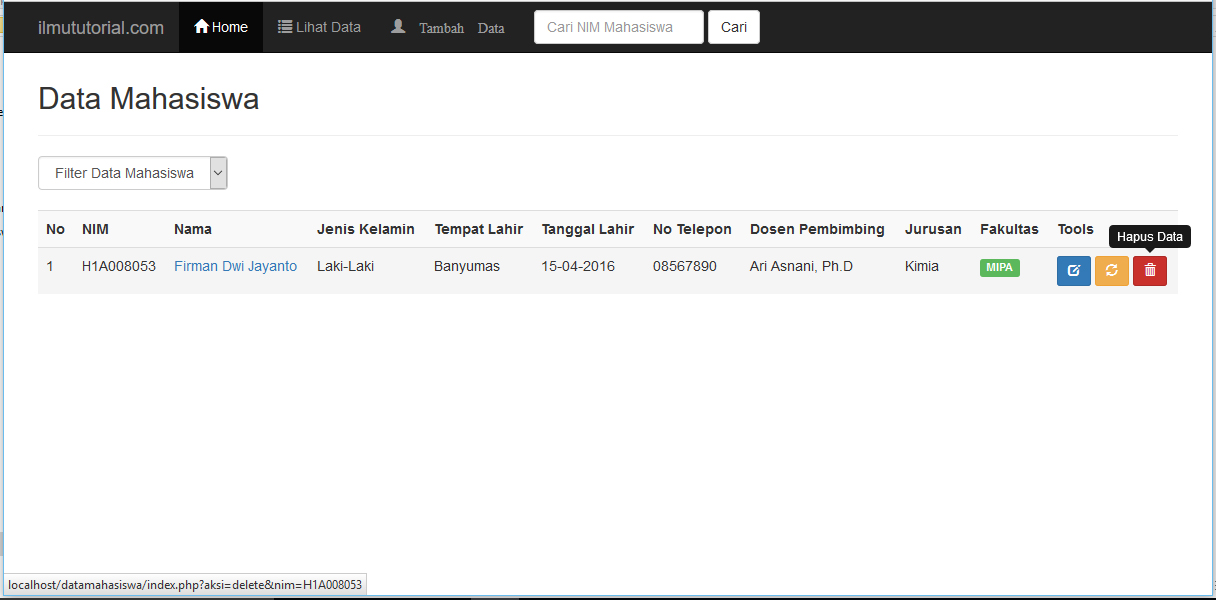 ilmututorial.com Home Lihat Data Tambah Data Cari NIM Mahasiswa Cari
Data Mahasiswa
Filter Data Mahasiswa
No NIM Nama Jenis Kelamin Tempat Lahir Tanggal Lahir No Telepon Dosen Pembimbing Jurusan Fakultas Tools
Hapus Data
1 H1A008053 Firman Dwi Jayanto Laki-Laki Banyumas 15-04-2016 08567890 Ari Asnani, Ph.D Kimia MIPA
localhost/datamahasiswa/index.php?aksi=delete&nim=H1A008053